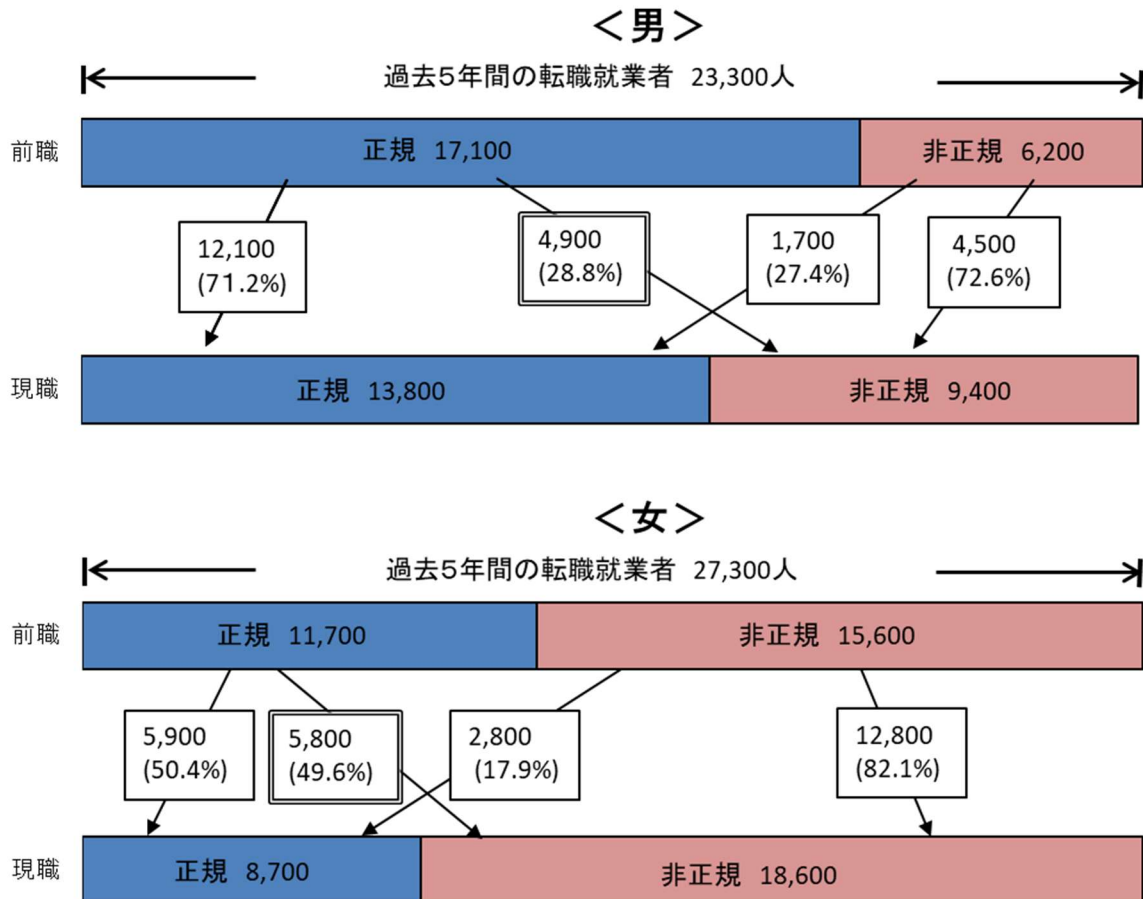 ＜男＞
過去5年間の転職就業者 23,300人
前職
正規 17,100
非正規 6,200
12,100
(71.2%)
4,900
(28.8%)
1,700
(27.4%)
4,500
(72.6%)
現職
正規 13,800
非正規 9,400
＜女＞
過去5年間の転職就業者 27,300人
前職
正規 11,700
非正規 15,600
5,900
(50.4%)
5,800
(49.6%)
2,800
(17.9%)
12,800
(82.1%)
現職
正規 8,700
非正規 18,600